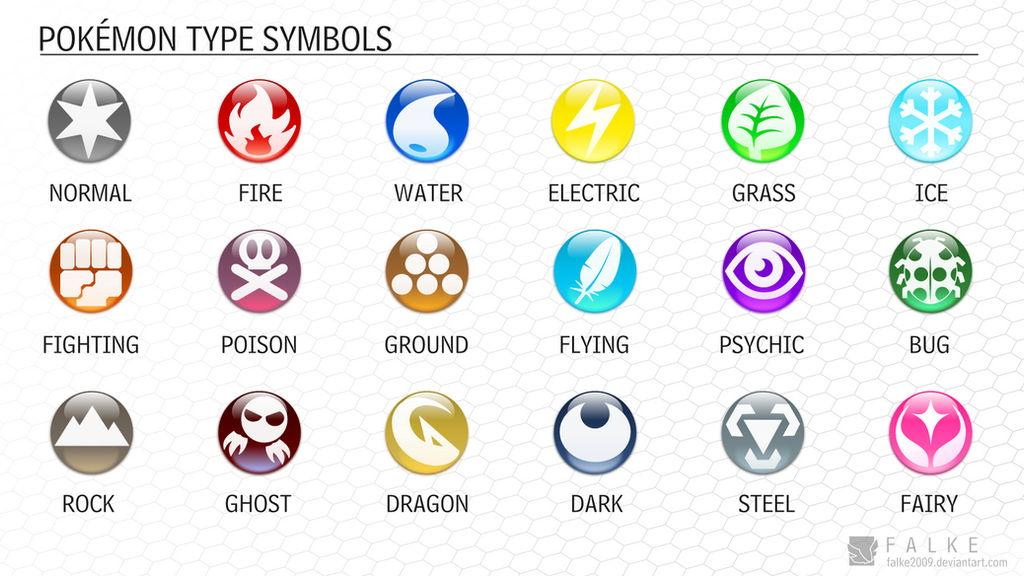 POKÉMON TYPE SYMBOLS
NORMAL FIRE WATER ELECTRIC GRASS ICE
FIGHTING POISON GROUND FLYING PSYCHIC BUG
ROCK GHOST DRAGON DARK STEEL FAIRY
FALKE
falke2009.deviantart.com